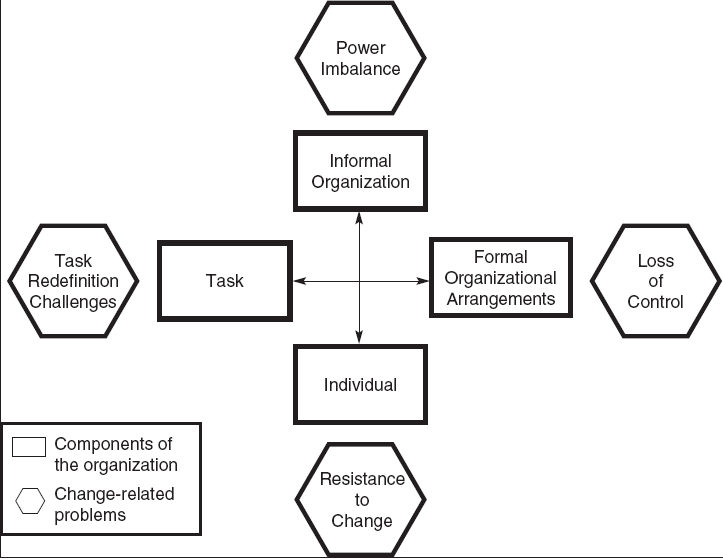 Power
Imbalance
Informal
Organization
Task
Redefinition
Challenges
Task
Formal
Organizational
Arrangements
Loss
of
Control
Individual
Resistance
to
Change
Components of
the organization
Change-related
problems